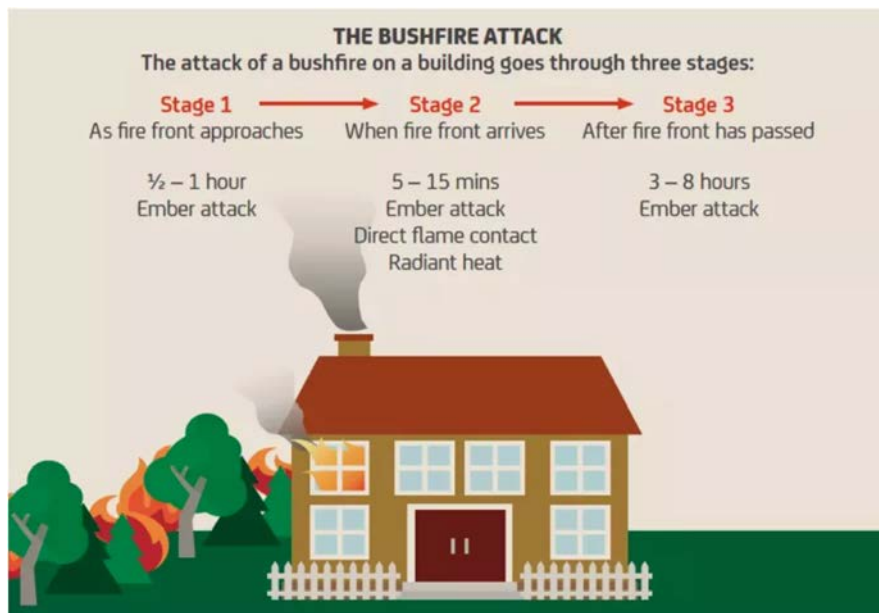 THE BUSHFIRE ATTACK
The attack of a bushfire on a building goes through three stages:
Stage 1
As fire front approaches
½ – 1 hour
Ember attack
Stage 2
When fire front arrives
5 – 15 mins
Ember attack
Direct flame contact
Radiant heat
Stage 3
After fire front has passed
3 – 8 hours
Ember attack